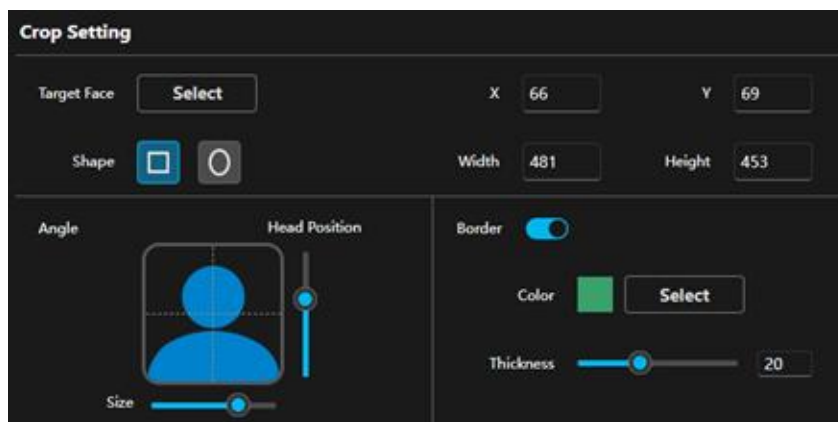 Crop Setting
Target Face Select X 66 Y 69
Shape Width 481 Height 453
Angle Head Position Border
Color Select
Thickness 20
Size